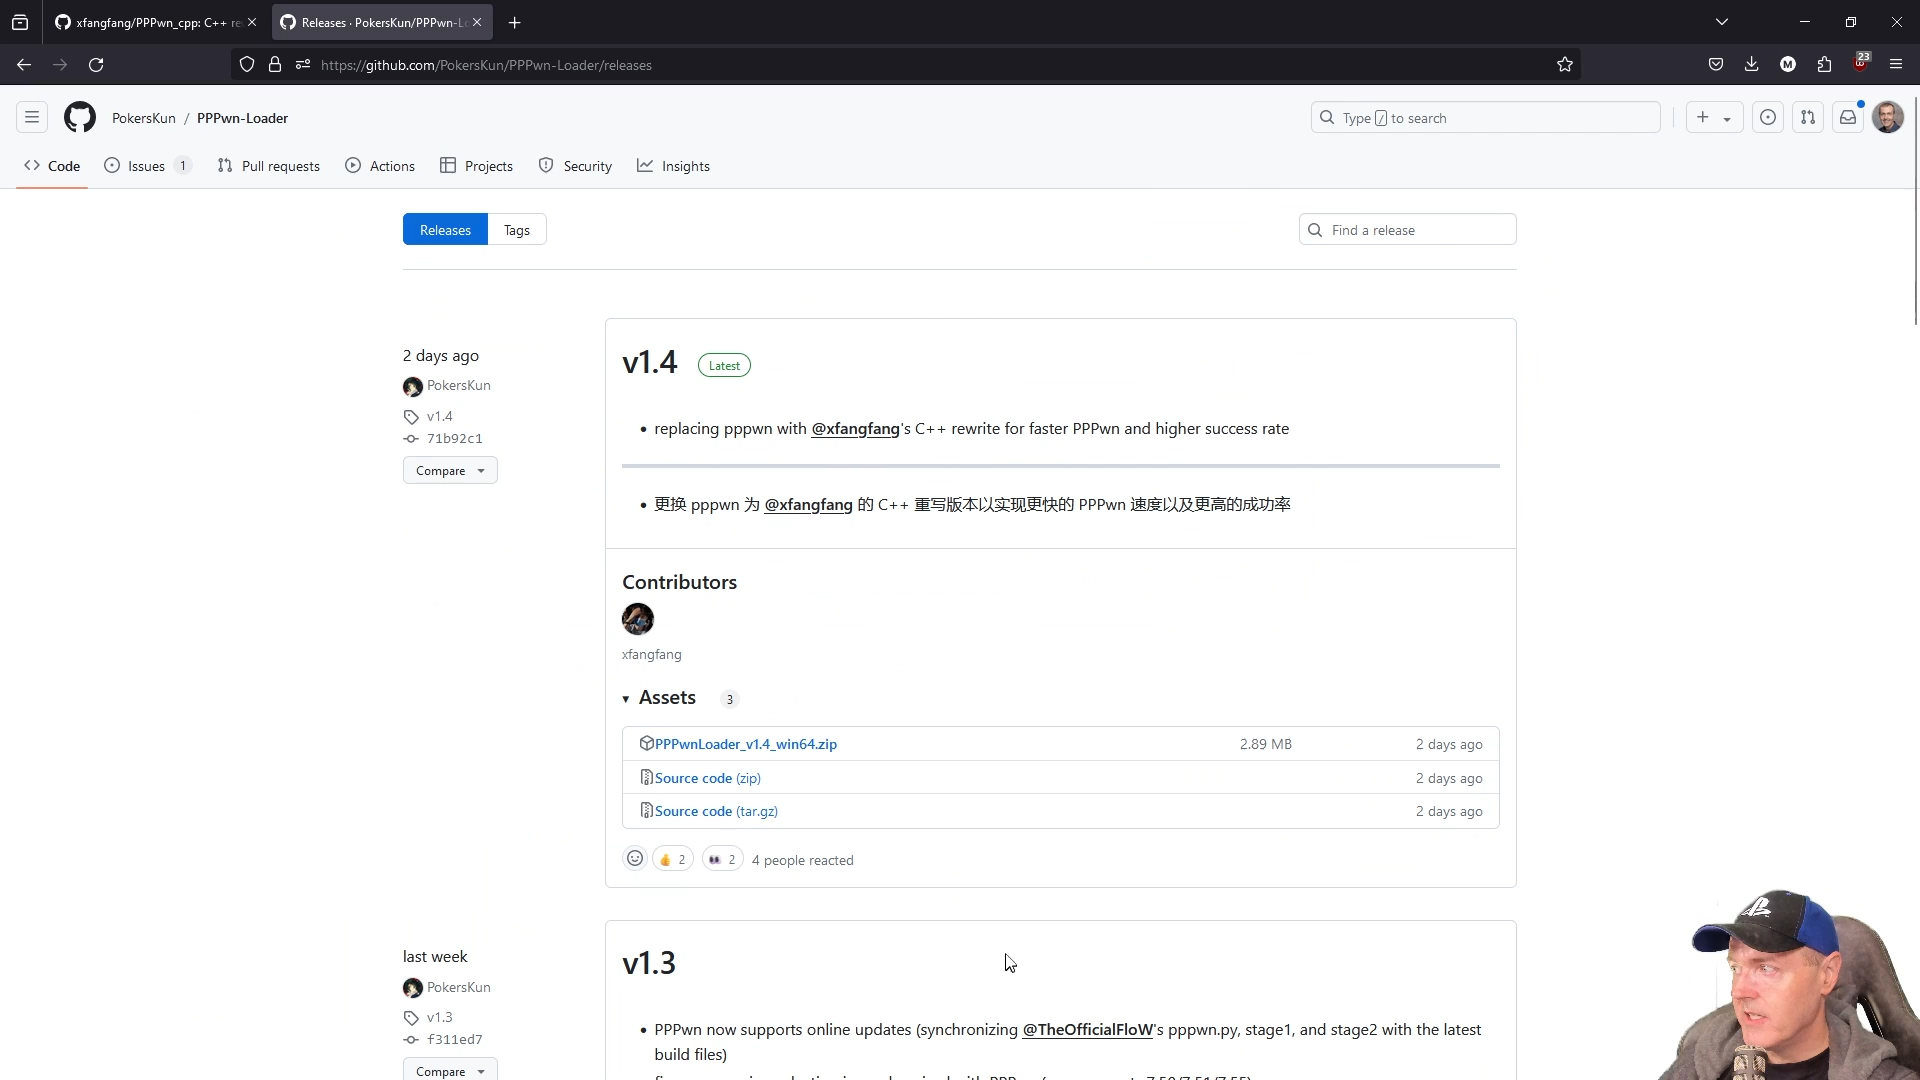 xfangfang/PPPwn_cpp: C++ re
Releases · PokersKun/PPPwn-L
https://github.com/PokersKun/PPPwn-Loader/releases
M
23
PokersKun / PPPwn-Loader
Type / to search
Code
Issues 1
Pull requests
Actions
Projects
Security
Insights
Releases
Tags
Find a release
2 days ago
PokersKun
v1.4
71b92c1
Compare
v1.4 Latest
replacing pppwn with @xfangfang's C++ rewrite for faster PPPwn and higher success rate
更换 pppwn 为 @xfangfang 的 C++ 重写版本以实现更快的 PPPwn 速度以及更高的成功率
Contributors
xfangfang
Assets 3
PPPwnLoader_v1.4_win64.zip 2.89 MB 2 days ago
Source code (zip) 2 days ago
Source code (tar.gz) 2 days ago
2 2 4 people reacted
last week
PokersKun
v1.3
f311ed7
Compare
v1.3
PPPwn now supports online updates (synchronizing @TheOfficialFloW's pppwn.py, stage1, and stage2 with the latest
build files)